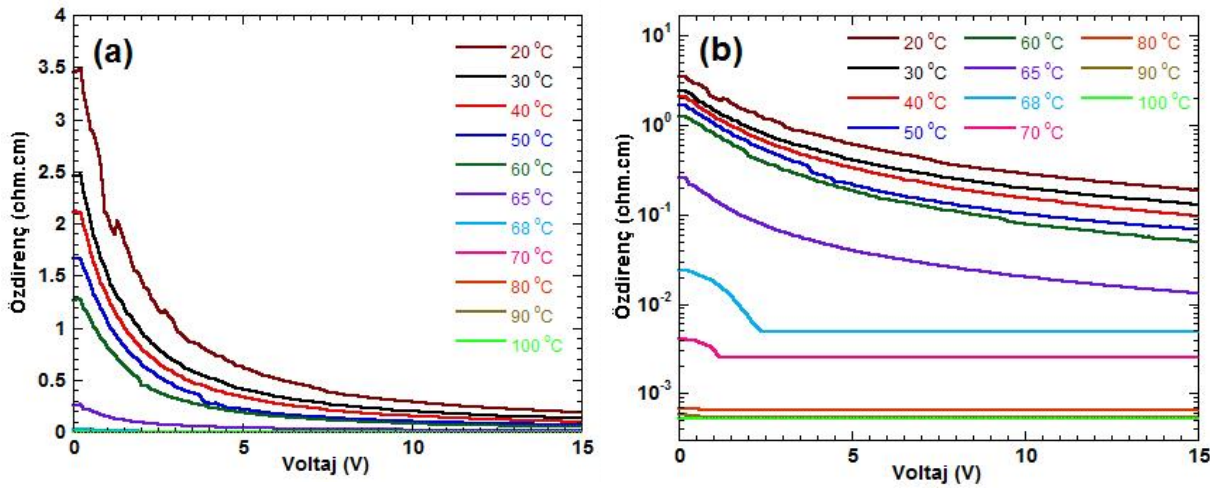 (a)
4
3.5
3
2.5
2
1.5
1
0.5
0
Özdirenç (ohm.cm)
20 °C
30 °C
40 °C
50 °C
60 °C
65 °C
68 °C
70 °C
80 °C
90 °C
100 °C
0 5 10 15
Voltaj (V)
(b)
10¹
10⁰
10⁻¹
10⁻²
10⁻³
Özdirenç (ohm.cm)
20 °C 60 °C 80 °C
30 °C 65 °C 90 °C
40 °C 68 °C 100 °C
50 °C 70 °C
0 5 10 15
Voltaj (V)